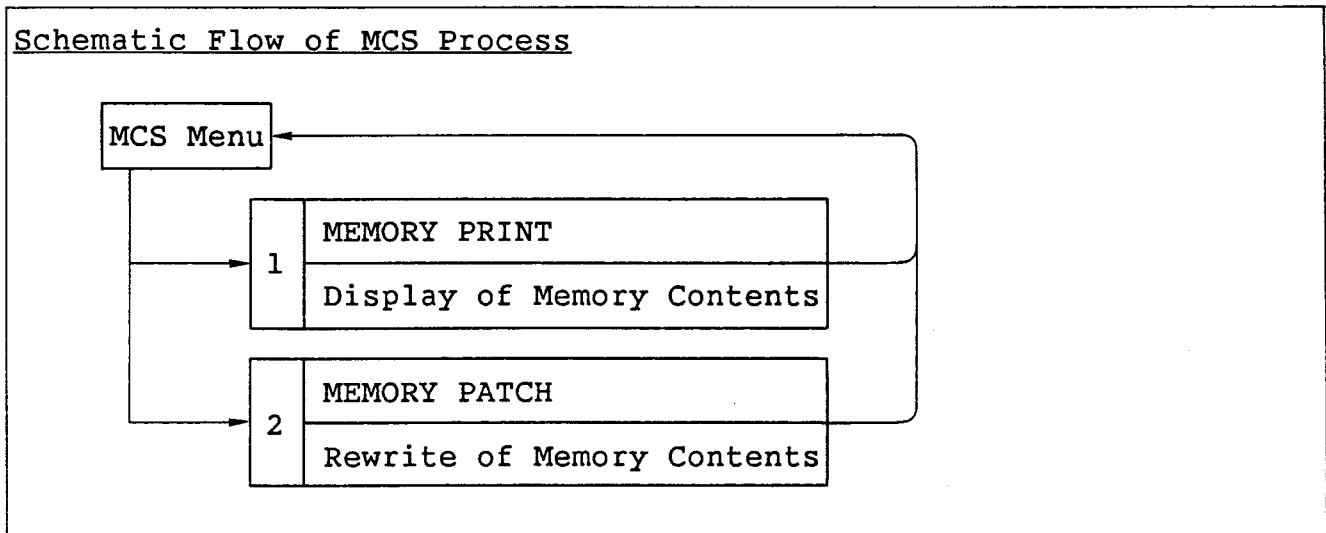 Schematic Flow of MCS Process
MCS Menu
1
MEMORY PRINT
Display of Memory Contents
2
MEMORY PATCH
Rewrite of Memory Contents